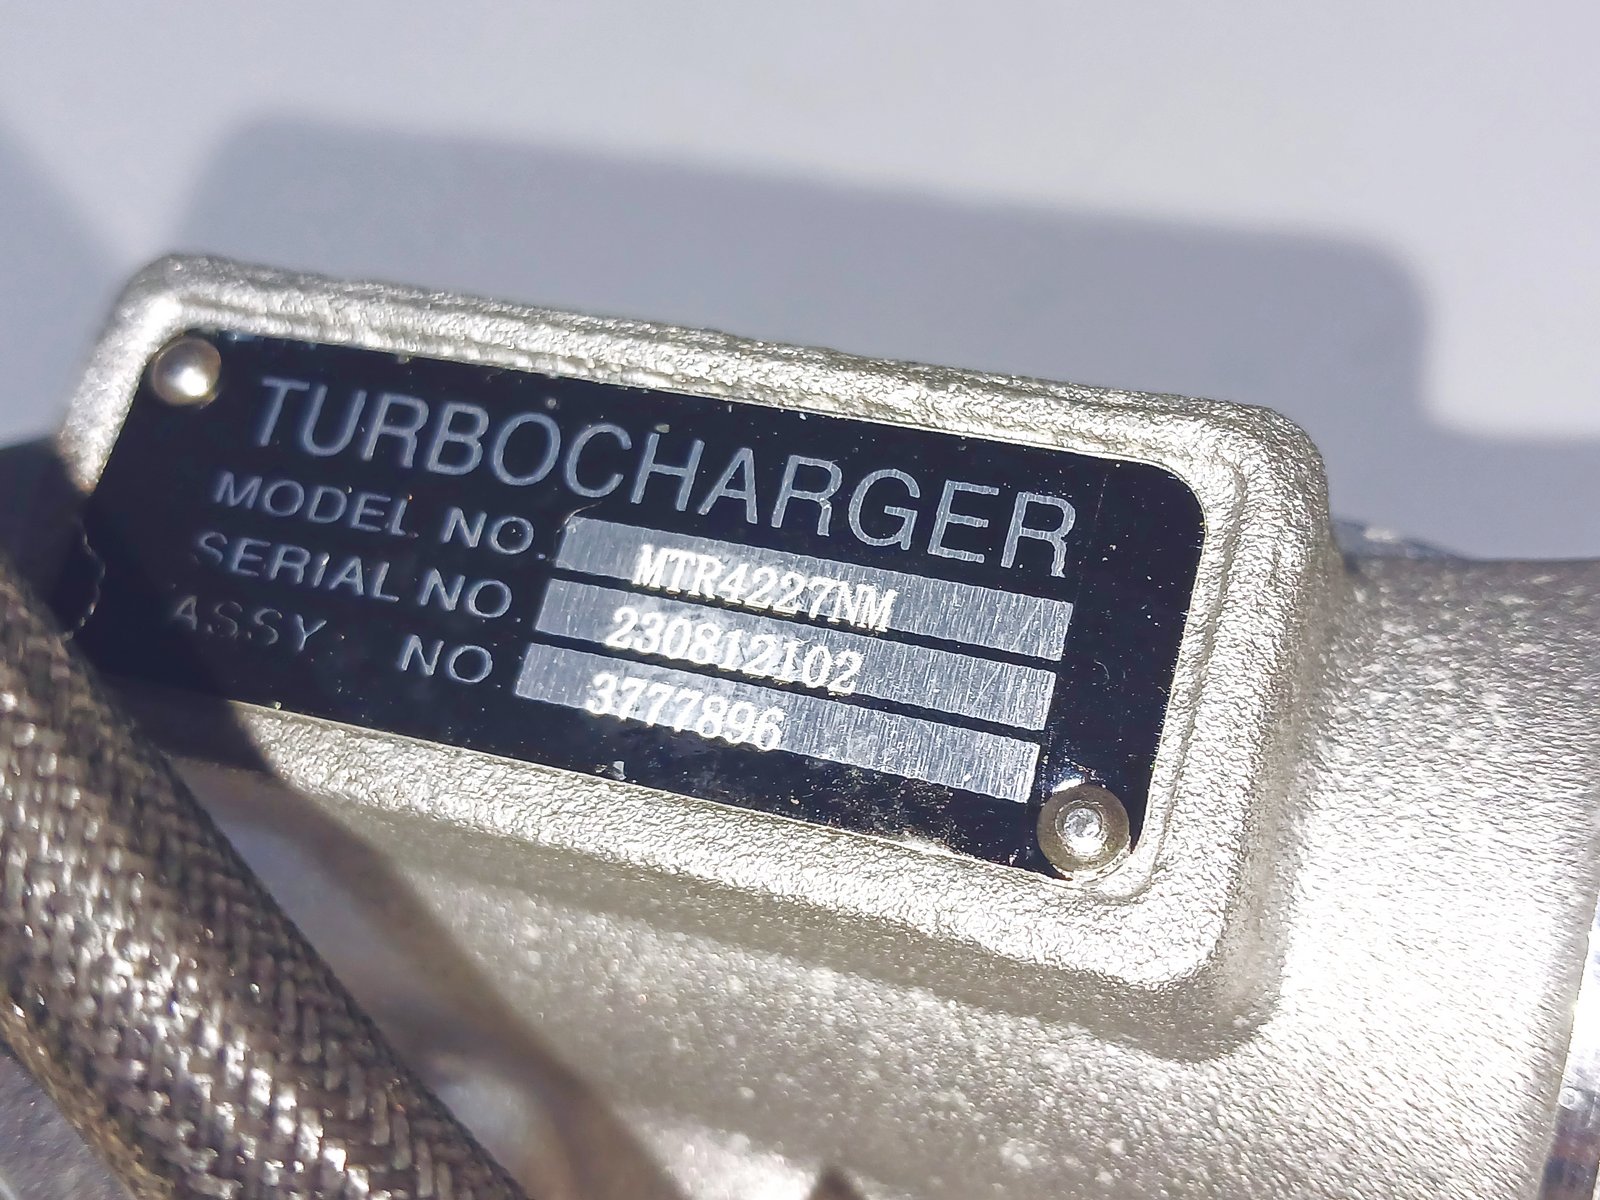 TURBOCHARGER
MODEL NO. MTR4227NM
SERIAL NO. 230812102
ASSY NO. 3777896